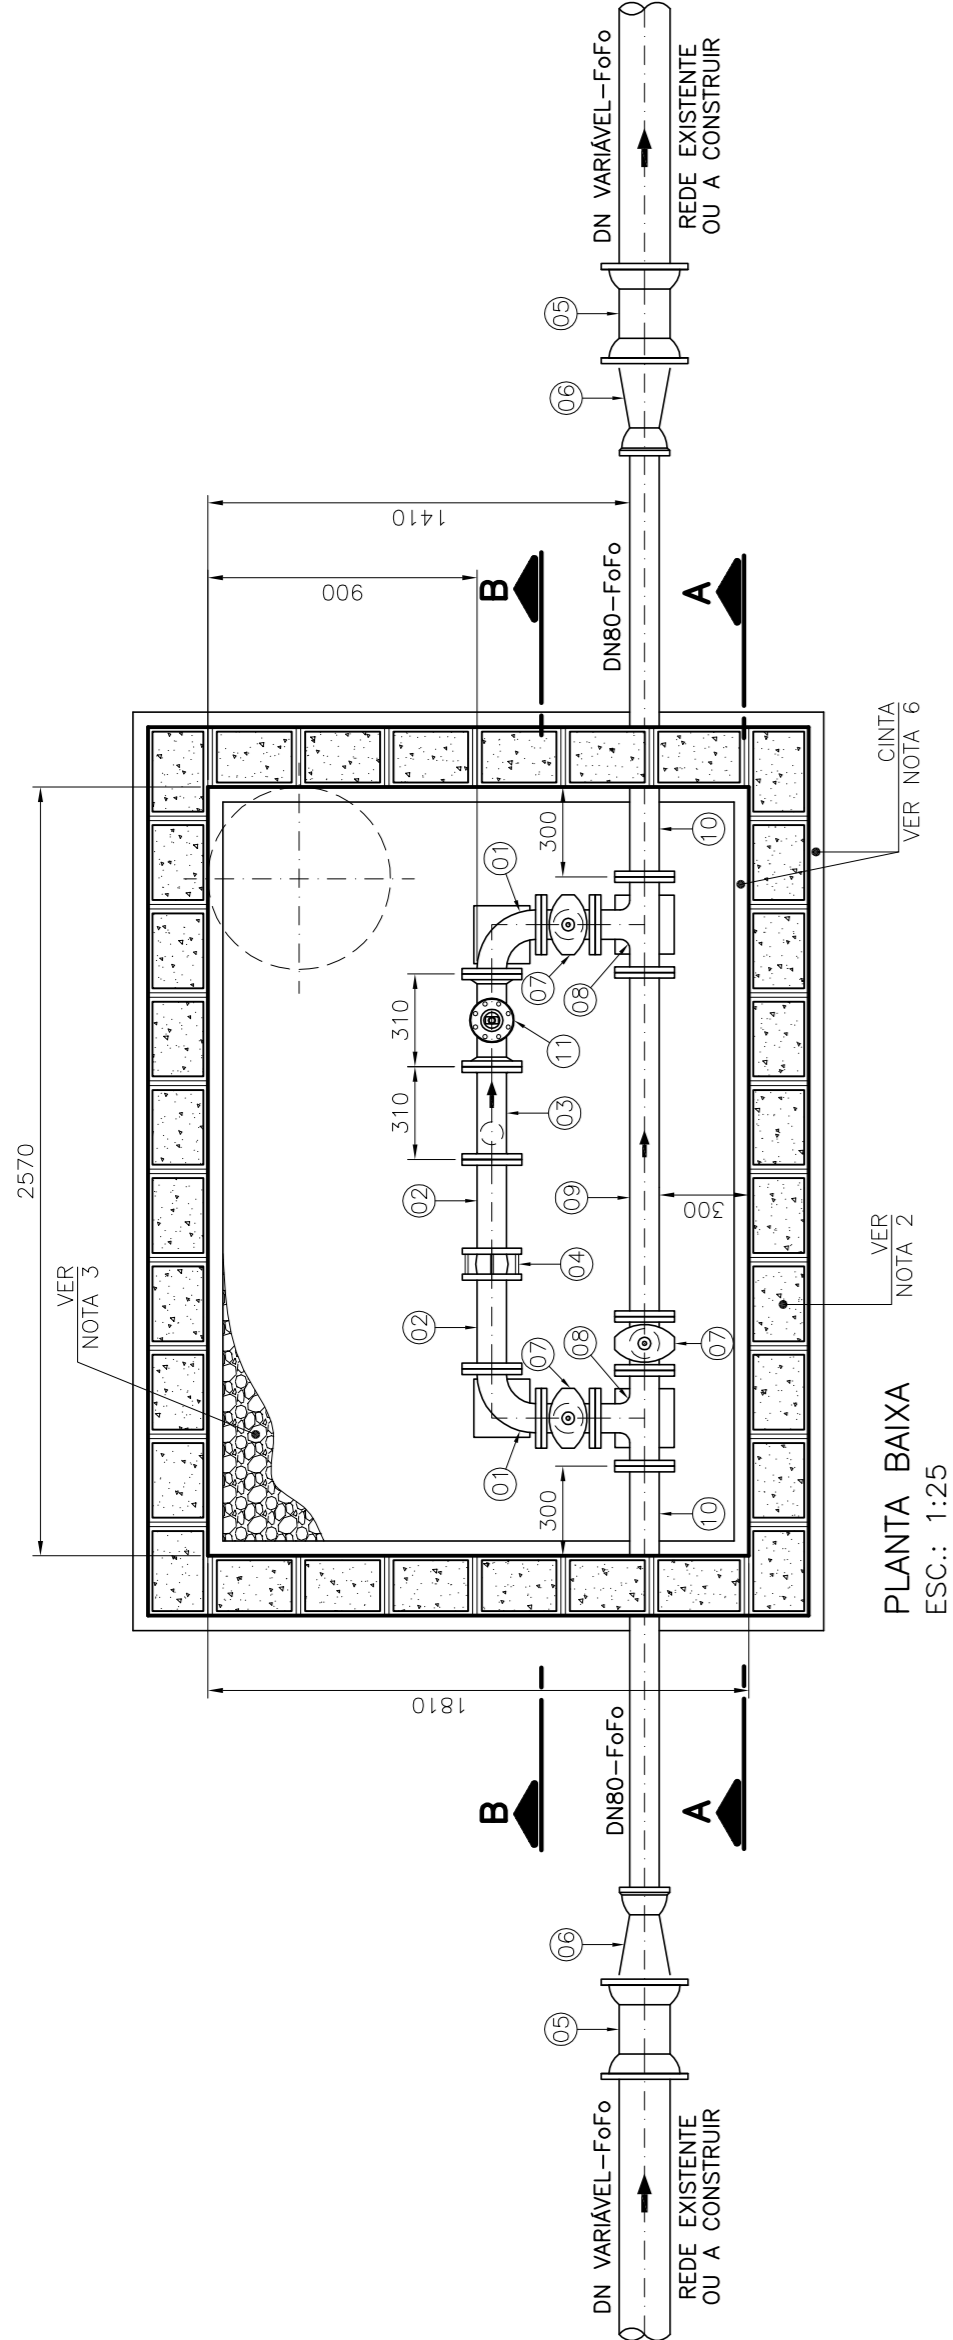 2570
VER
NOTA 3
900
1410
1810
310
310
02
02
B
01
01
B
07
300
07
300
05
06
08
04
09
03
11
08
06
05
DN VARIÁVEL-FoFo
DN80-FoFo
DN80-FoFo
DN VARIÁVEL-FoFo
REDE EXISTENTE
OU A CONSTRUIR
A
10
07
300
10
A
REDE EXISTENTE
OU A CONSTRUIR
VER
NOTA 2
CINTA
VER NOTA 6
PLANTA BAIXA
ESC.: 1:25